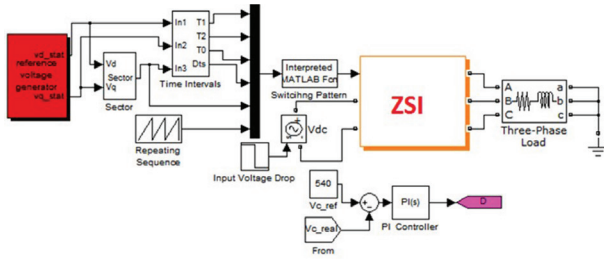 vd_stat
reference
voltage
generator
vq_stat
Vd
Vq
Sector
Sector
In1
In2
In3
T1
T2
T0
Dts
Time Intervals
Repeating
Sequence
Interpreted
MATLAB Fcn
Switcihng Pattern
Vdc
Input Voltage Drop
ZSI
A
B
C
a
b
c
Three-Phase
Load
540
Vc_ref
Vc_real
From
PI(s)
PI Controller
D